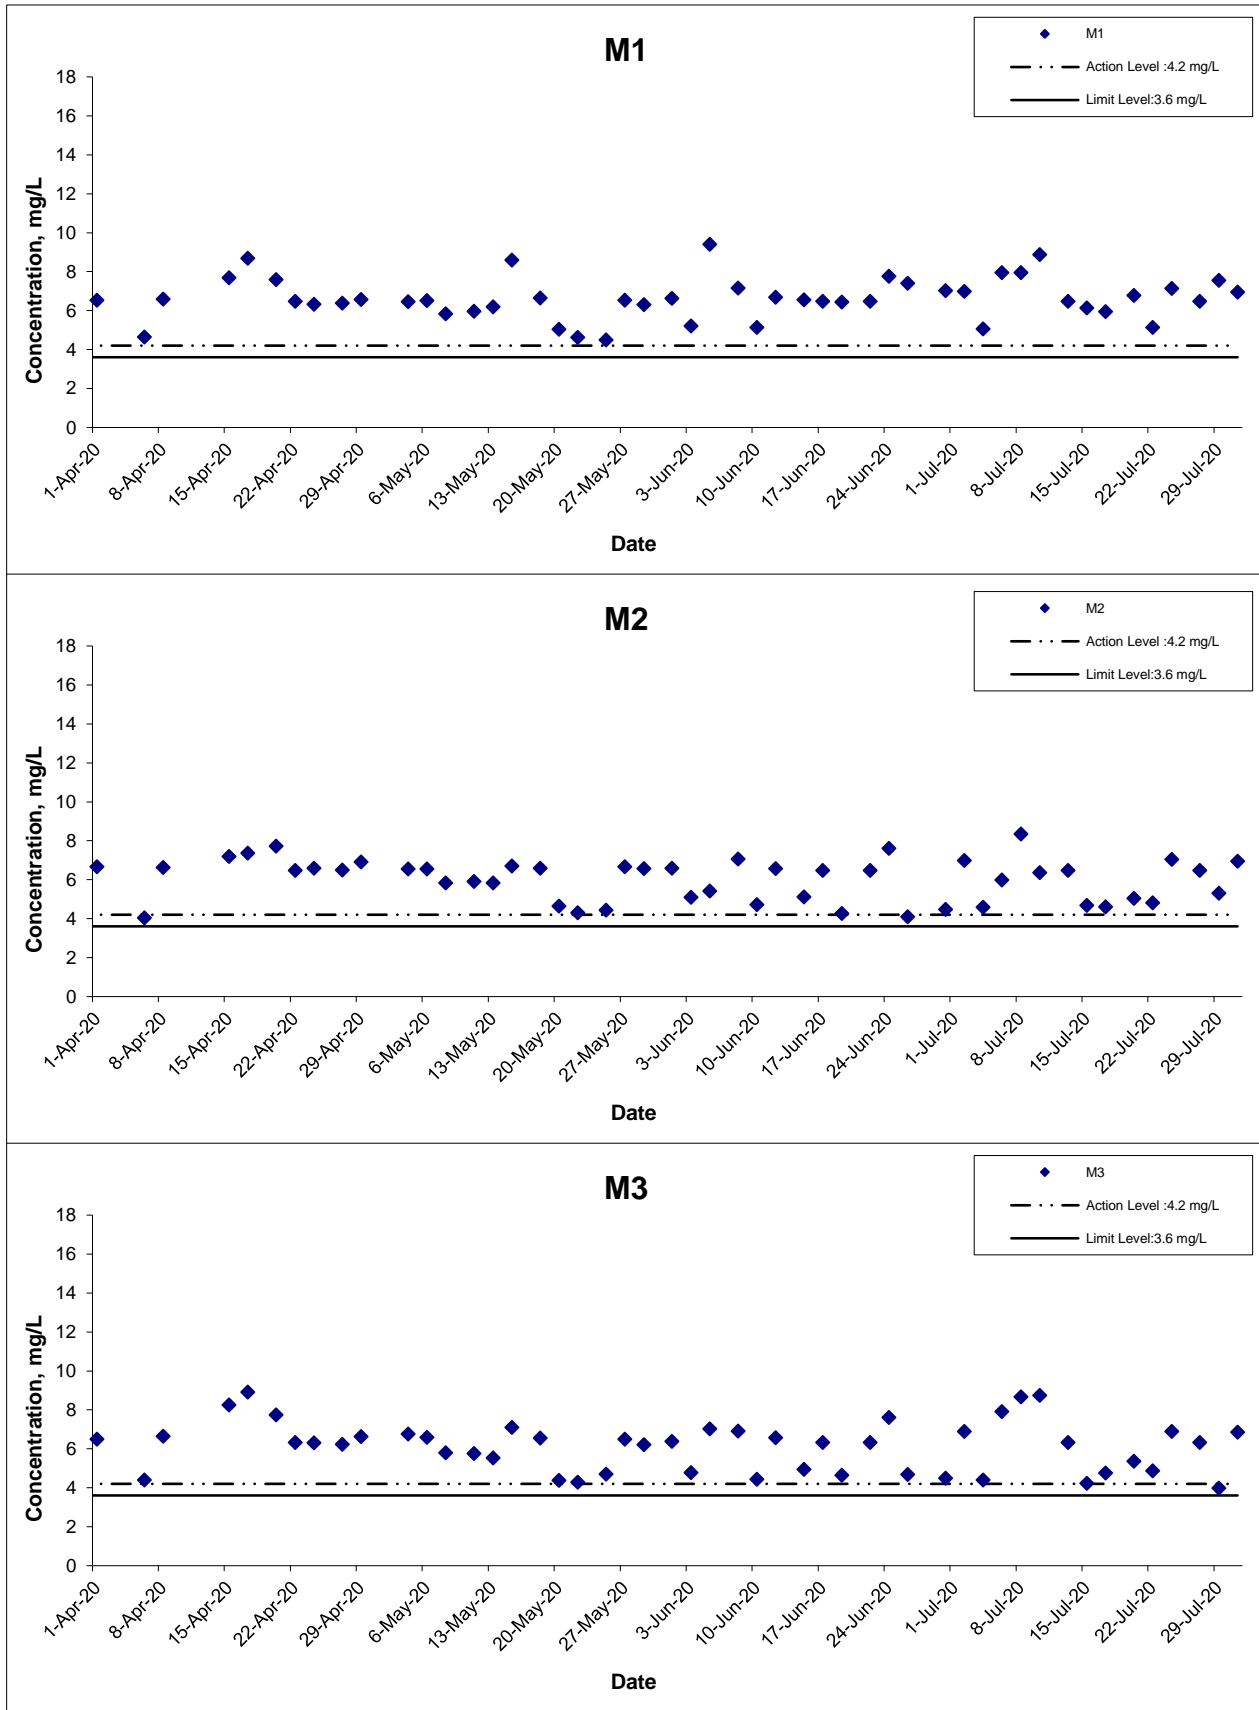 M1
M1
Action Level :4.2 mg/L
Limit Level:3.6 mg/L
Concentration, mg/L
18
16
14
12
10
8
6
4
2
0
1-Apr-20
8-Apr-20
15-Apr-20
22-Apr-20
29-Apr-20
6-May-20
13-May-20
20-May-20
27-May-20
3-Jun-20
10-Jun-20
17-Jun-20
24-Jun-20
1-Jul-20
8-Jul-20
15-Jul-20
22-Jul-20
29-Jul-20
Date
M2
M2
Action Level :4.2 mg/L
Limit Level:3.6 mg/L
Concentration, mg/L
18
16
14
12
10
8
6
4
2
0
1-Apr-20
8-Apr-20
15-Apr-20
22-Apr-20
29-Apr-20
6-May-20
13-May-20
20-May-20
27-May-20
3-Jun-20
10-Jun-20
17-Jun-20
24-Jun-20
1-Jul-20
8-Jul-20
15-Jul-20
22-Jul-20
29-Jul-20
Date
M3
M3
Action Level :4.2 mg/L
Limit Level:3.6 mg/L
Concentration, mg/L
18
16
14
12
10
8
6
4
2
0
1-Apr-20
8-Apr-20
15-Apr-20
22-Apr-20
29-Apr-20
6-May-20
13-May-20
20-May-20
27-May-20
3-Jun-20
10-Jun-20
17-Jun-20
24-Jun-20
1-Jul-20
8-Jul-20
15-Jul-20
22-Jul-20
29-Jul-20
Date